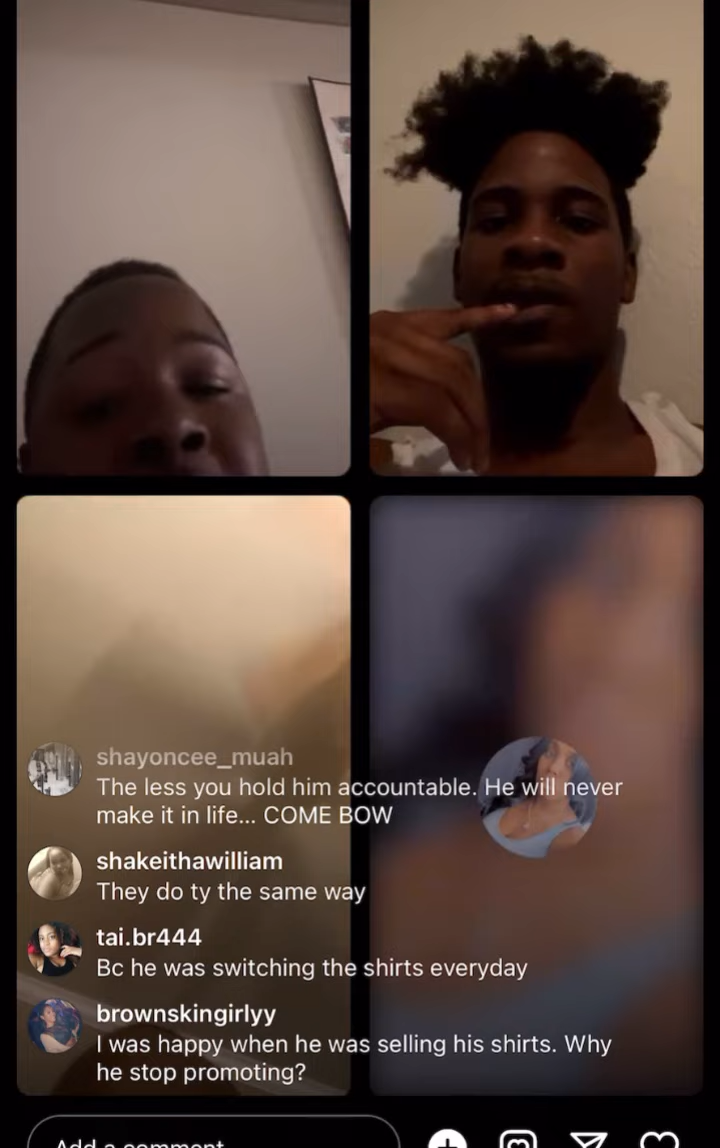 shayoncee_muah
The less you hold him accountable. He will never
make it in life... COME BOW
shakeithawilliam
They do ty the same way
tai.br444
Bc he was switching the shirts everyday
brownskingirlyy
I was happy when he was selling his shirts. Why
he stop promoting?
Add a comment